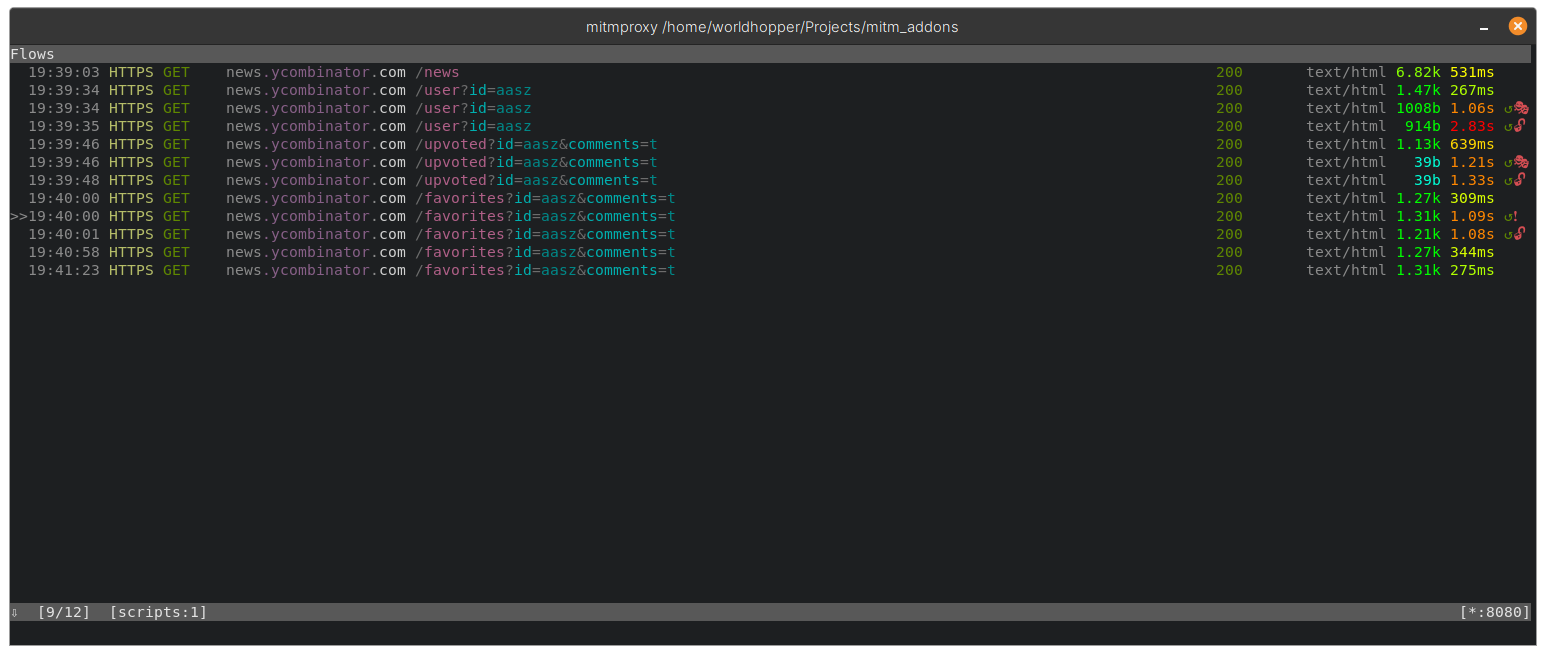 mitmproxy /home/worldhopper/Projects/mitm_addons
Flows
19:39:03 HTTPS GET news.ycombinator.com /news 200 text/html 6.82k 531ms
19:39:34 HTTPS GET news.ycombinator.com /user?id=aasz 200 text/html 1.47k 267ms
19:39:34 HTTPS GET news.ycombinator.com /user?id=aasz 200 text/html 1008b 1.06s ↺🎭
19:39:35 HTTPS GET news.ycombinator.com /user?id=aasz 200 text/html 914b 2.83s ↺🔓
19:39:46 HTTPS GET news.ycombinator.com /upvoted?id=aasz&comments=t 200 text/html 1.13k 639ms
19:39:46 HTTPS GET news.ycombinator.com /upvoted?id=aasz&comments=t 200 text/html 39b 1.21s ↺🎭
19:39:48 HTTPS GET news.ycombinator.com /upvoted?id=aasz&comments=t 200 text/html 39b 1.33s ↺🔓
19:40:00 HTTPS GET news.ycombinator.com /favorites?id=aasz&comments=t 200 text/html 1.27k 309ms
>>19:40:00 HTTPS GET news.ycombinator.com /favorites?id=aasz&comments=t 200 text/html 1.31k 1.09s ↺!
19:40:01 HTTPS GET news.ycombinator.com /favorites?id=aasz&comments=t 200 text/html 1.21k 1.08s ↺🔓
19:40:58 HTTPS GET news.ycombinator.com /favorites?id=aasz&comments=t 200 text/html 1.27k 344ms
19:41:23 HTTPS GET news.ycombinator.com /favorites?id=aasz&comments=t 200 text/html 1.31k 275ms
⇩ [9/12] [scripts:1] [*:8080]